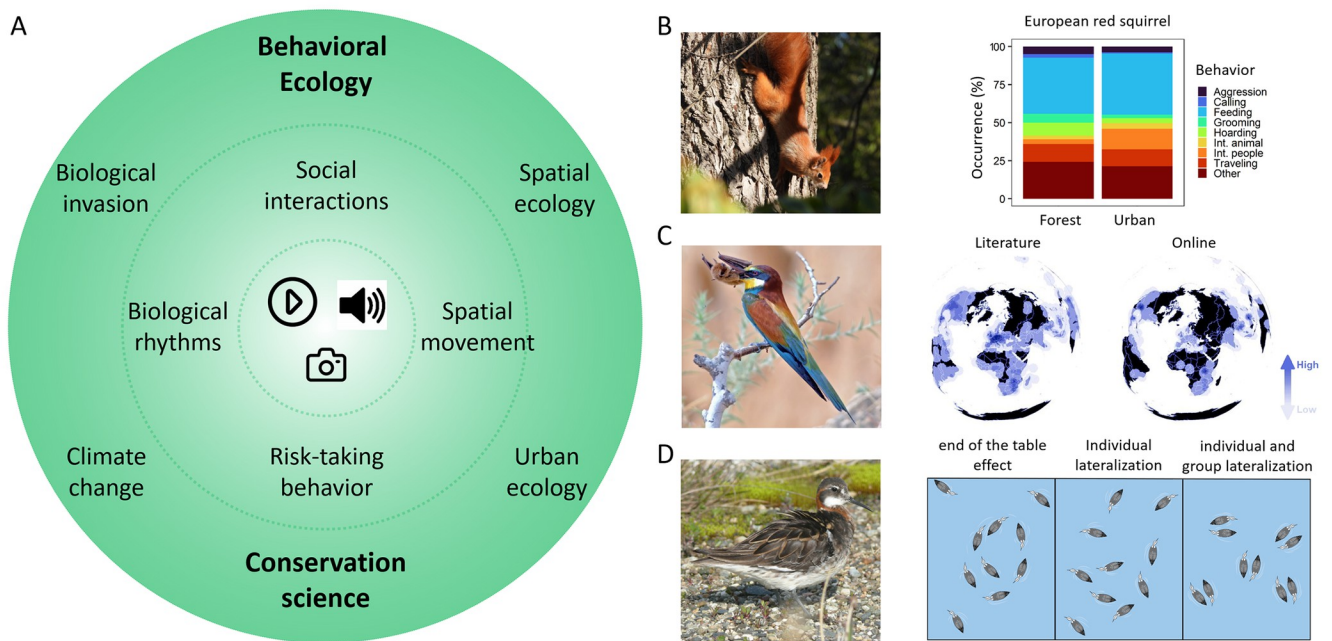 A
Behavioral
Ecology
Biological
invasion
Social
interactions
Spatial
ecology
Biological
rhythms
Spatial
movement
Climate
change
Risk-taking
behavior
Urban
ecology
Conservation
science
B
European red squirrel
Occurrence (%)
100
75
50
25
0
Forest
Urban
Behavior
Aggression
Calling
Feeding
Grooming
Hoarding
Int. animal
Int. people
Traveling
Other
C
Literature
Online
High
Low
D
end of the table
effect
Individual
lateralization
individual and
group lateralization